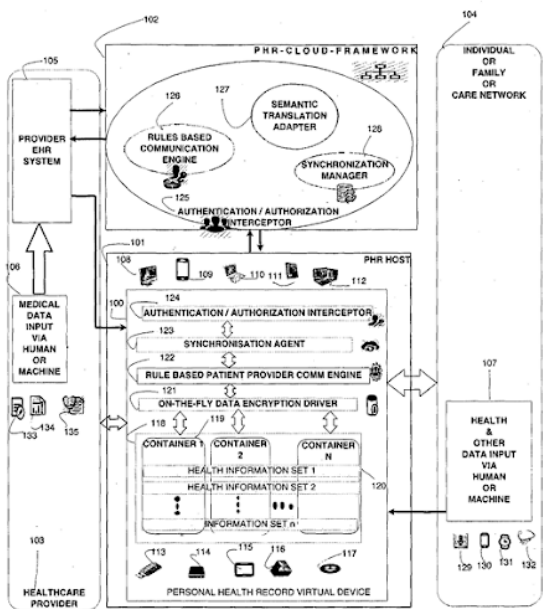 102
104
PHR-CLOUD-FRAMEWORK
INDIVIDUAL
OR
FAMILY
OR
CARE NETWORK
105
PROVIDER
EHR
SYSTEM
126
127
SEMANTIC
TRANSLATION
ADAPTER
RULES BASED
COMMUNICATION
ENGINE
128
SYNCHRONIZATION
MANAGER
125
AUTHENTICATION / AUTHORIZATION
INTERCEPTOR
101
PHR HOST
108
109
110
111
112
106
MEDICAL
DATA
INPUT
VIA
HUMAN
OR
MACHINE
100
124
AUTHENTICATION / AUTHORIZATION INTERCEPTOR
123
SYNCHRONISATION AGENT
122
RULE BASED PATIENT PROVIDER COMM ENGINE
121
ON-THE-FLY DATA ENCRYPTION DRIVER
107
HEALTH
&
OTHER
DATA INPUT
VIA
HUMAN
OR
MACHINE
133
134
135
118
119
CONTAINER 1
CONTAINER
2
CONTAINER
N
120
HEALTH INFORMATION SET 1
HEALTH INFORMATION SET 2
INFORMATION SET n
113
114
115
116
117
PERSONAL HEALTH RECORD VIRTUAL DEVICE
129
130
131
132
103
HEALTHCARE
PROVIDER